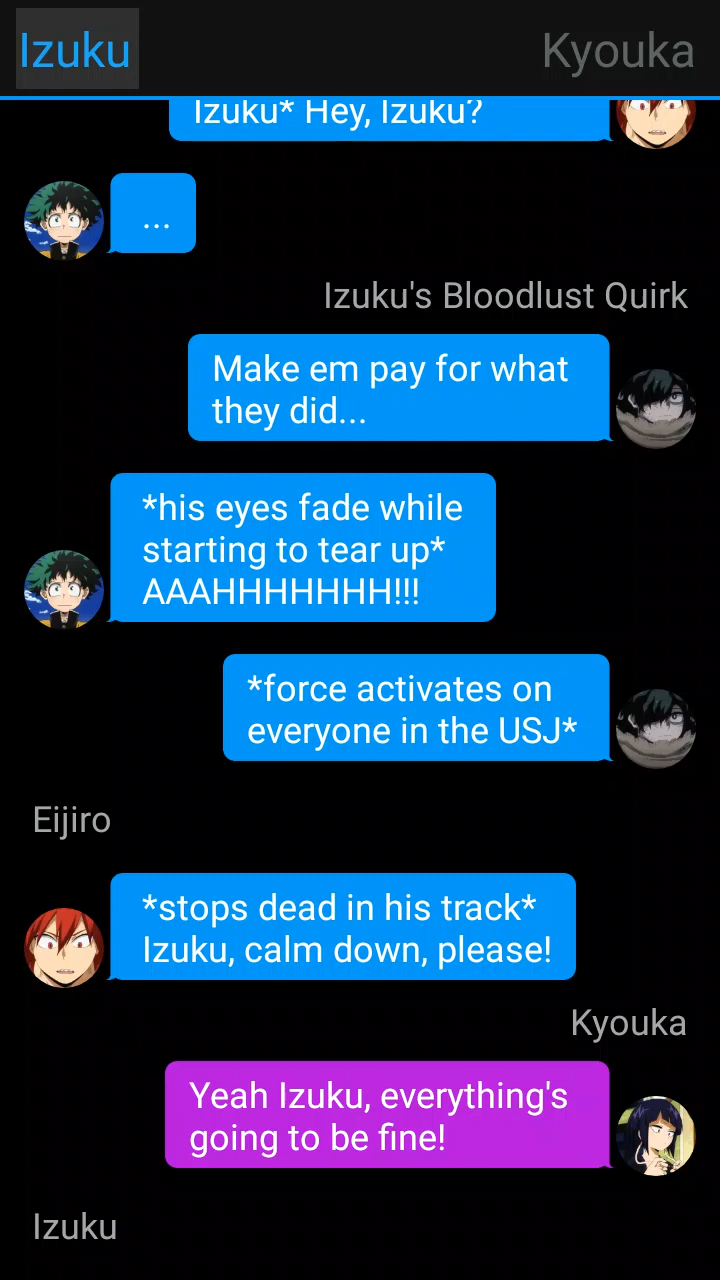 Izuku
Kyouka
Izuku* Hey, Izuku?
...
Izuku's Bloodlust Quirk
Make em pay for what
they did...
*his eyes fade while
starting to tear up*
AAAHHHHHHH!!!
*force activates on
everyone in the USJ*
Eijiro
*stops dead in his track*
Izuku, calm down, please!
Kyouka
Yeah Izuku, everything's
going to be fine!
Izuku